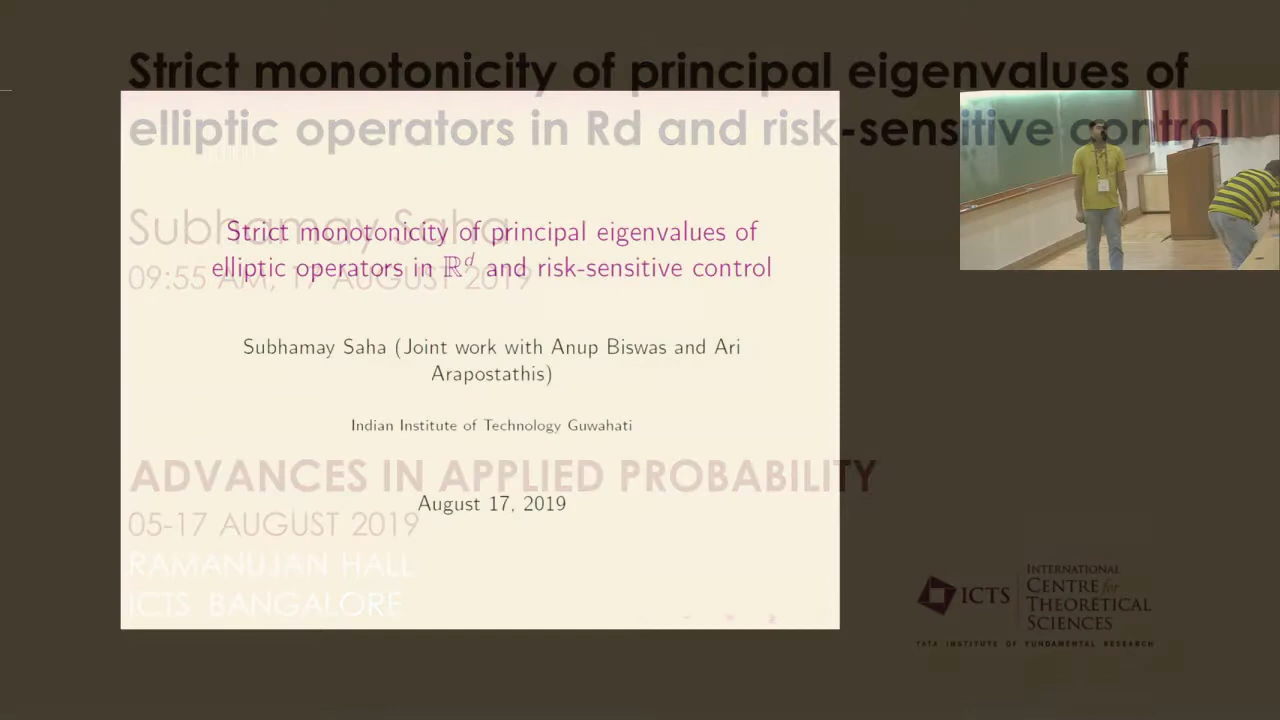 Strict monotonicity of principal eigenvalues of
elliptic operators in Rd and risk-sensitive control
Subhamay Saha
09:55 AM, 17 AUGUST 2019
Strict monotonicity of principal eigenvalues of
elliptic operators in ℝᵈ and risk-sensitive control
Subhamay Saha (Joint work with Anup Biswas and Ari
Arapostathis)
Indian Institute of Technology Guwahati
August 17, 2019
ADVANCES IN APPLIED PROBABILITY
05-17 AUGUST 2019
RAMANUJAN HALL
ICTS BANGALORE
ICTS
INTERNATIONAL
CENTRE for
THEORETICAL
SCIENCES
TATA INSTITUTE OF FUNDAMENTAL RESEARCH